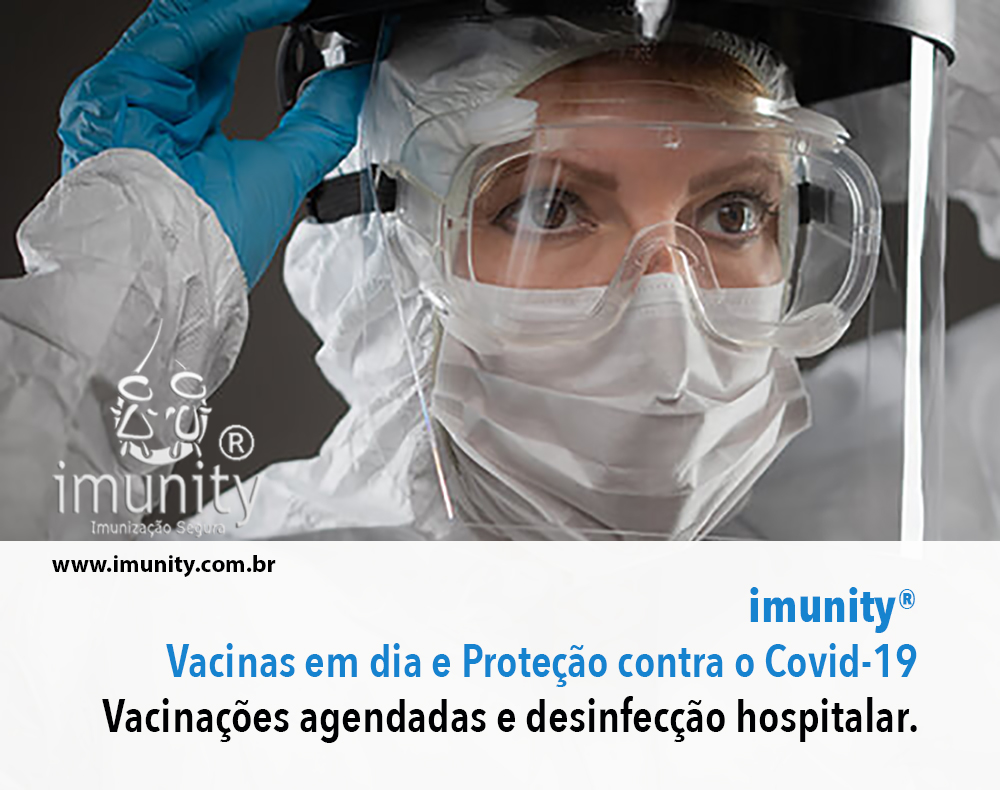 imunity®
Imunização Segura
www.imunity.com.br
imunity®
Vacinas em dia e Proteção contra o Covid-19
Vacinações agendadas e desinfecção hospitalar.